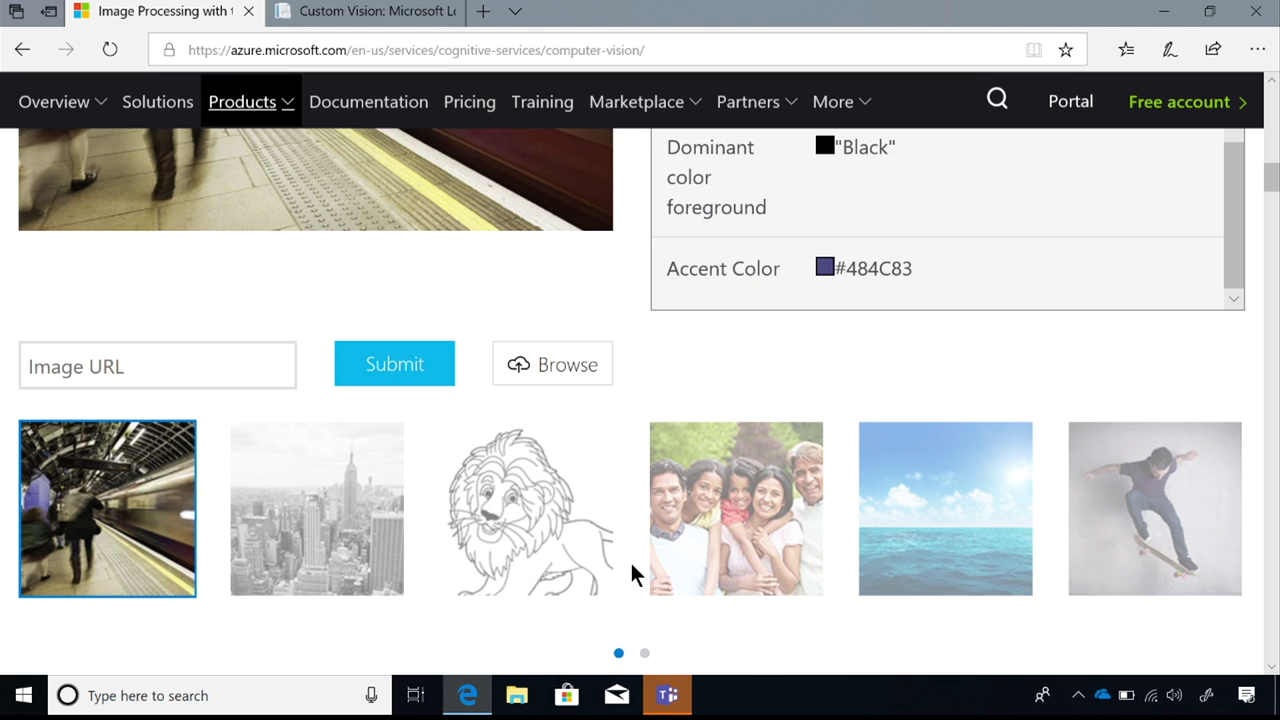 Image Processing with t
Custom Vision: Microsoft Lo
https://azure.microsoft.com/en-us/services/cognitive-services/computer-vision/
Overview Solutions Products Documentation Pricing Training Marketplace Partners More Portal Free account
Dominant color foreground
"Black"
Accent Color #484C83
Image URL Submit Browse
Type here to search